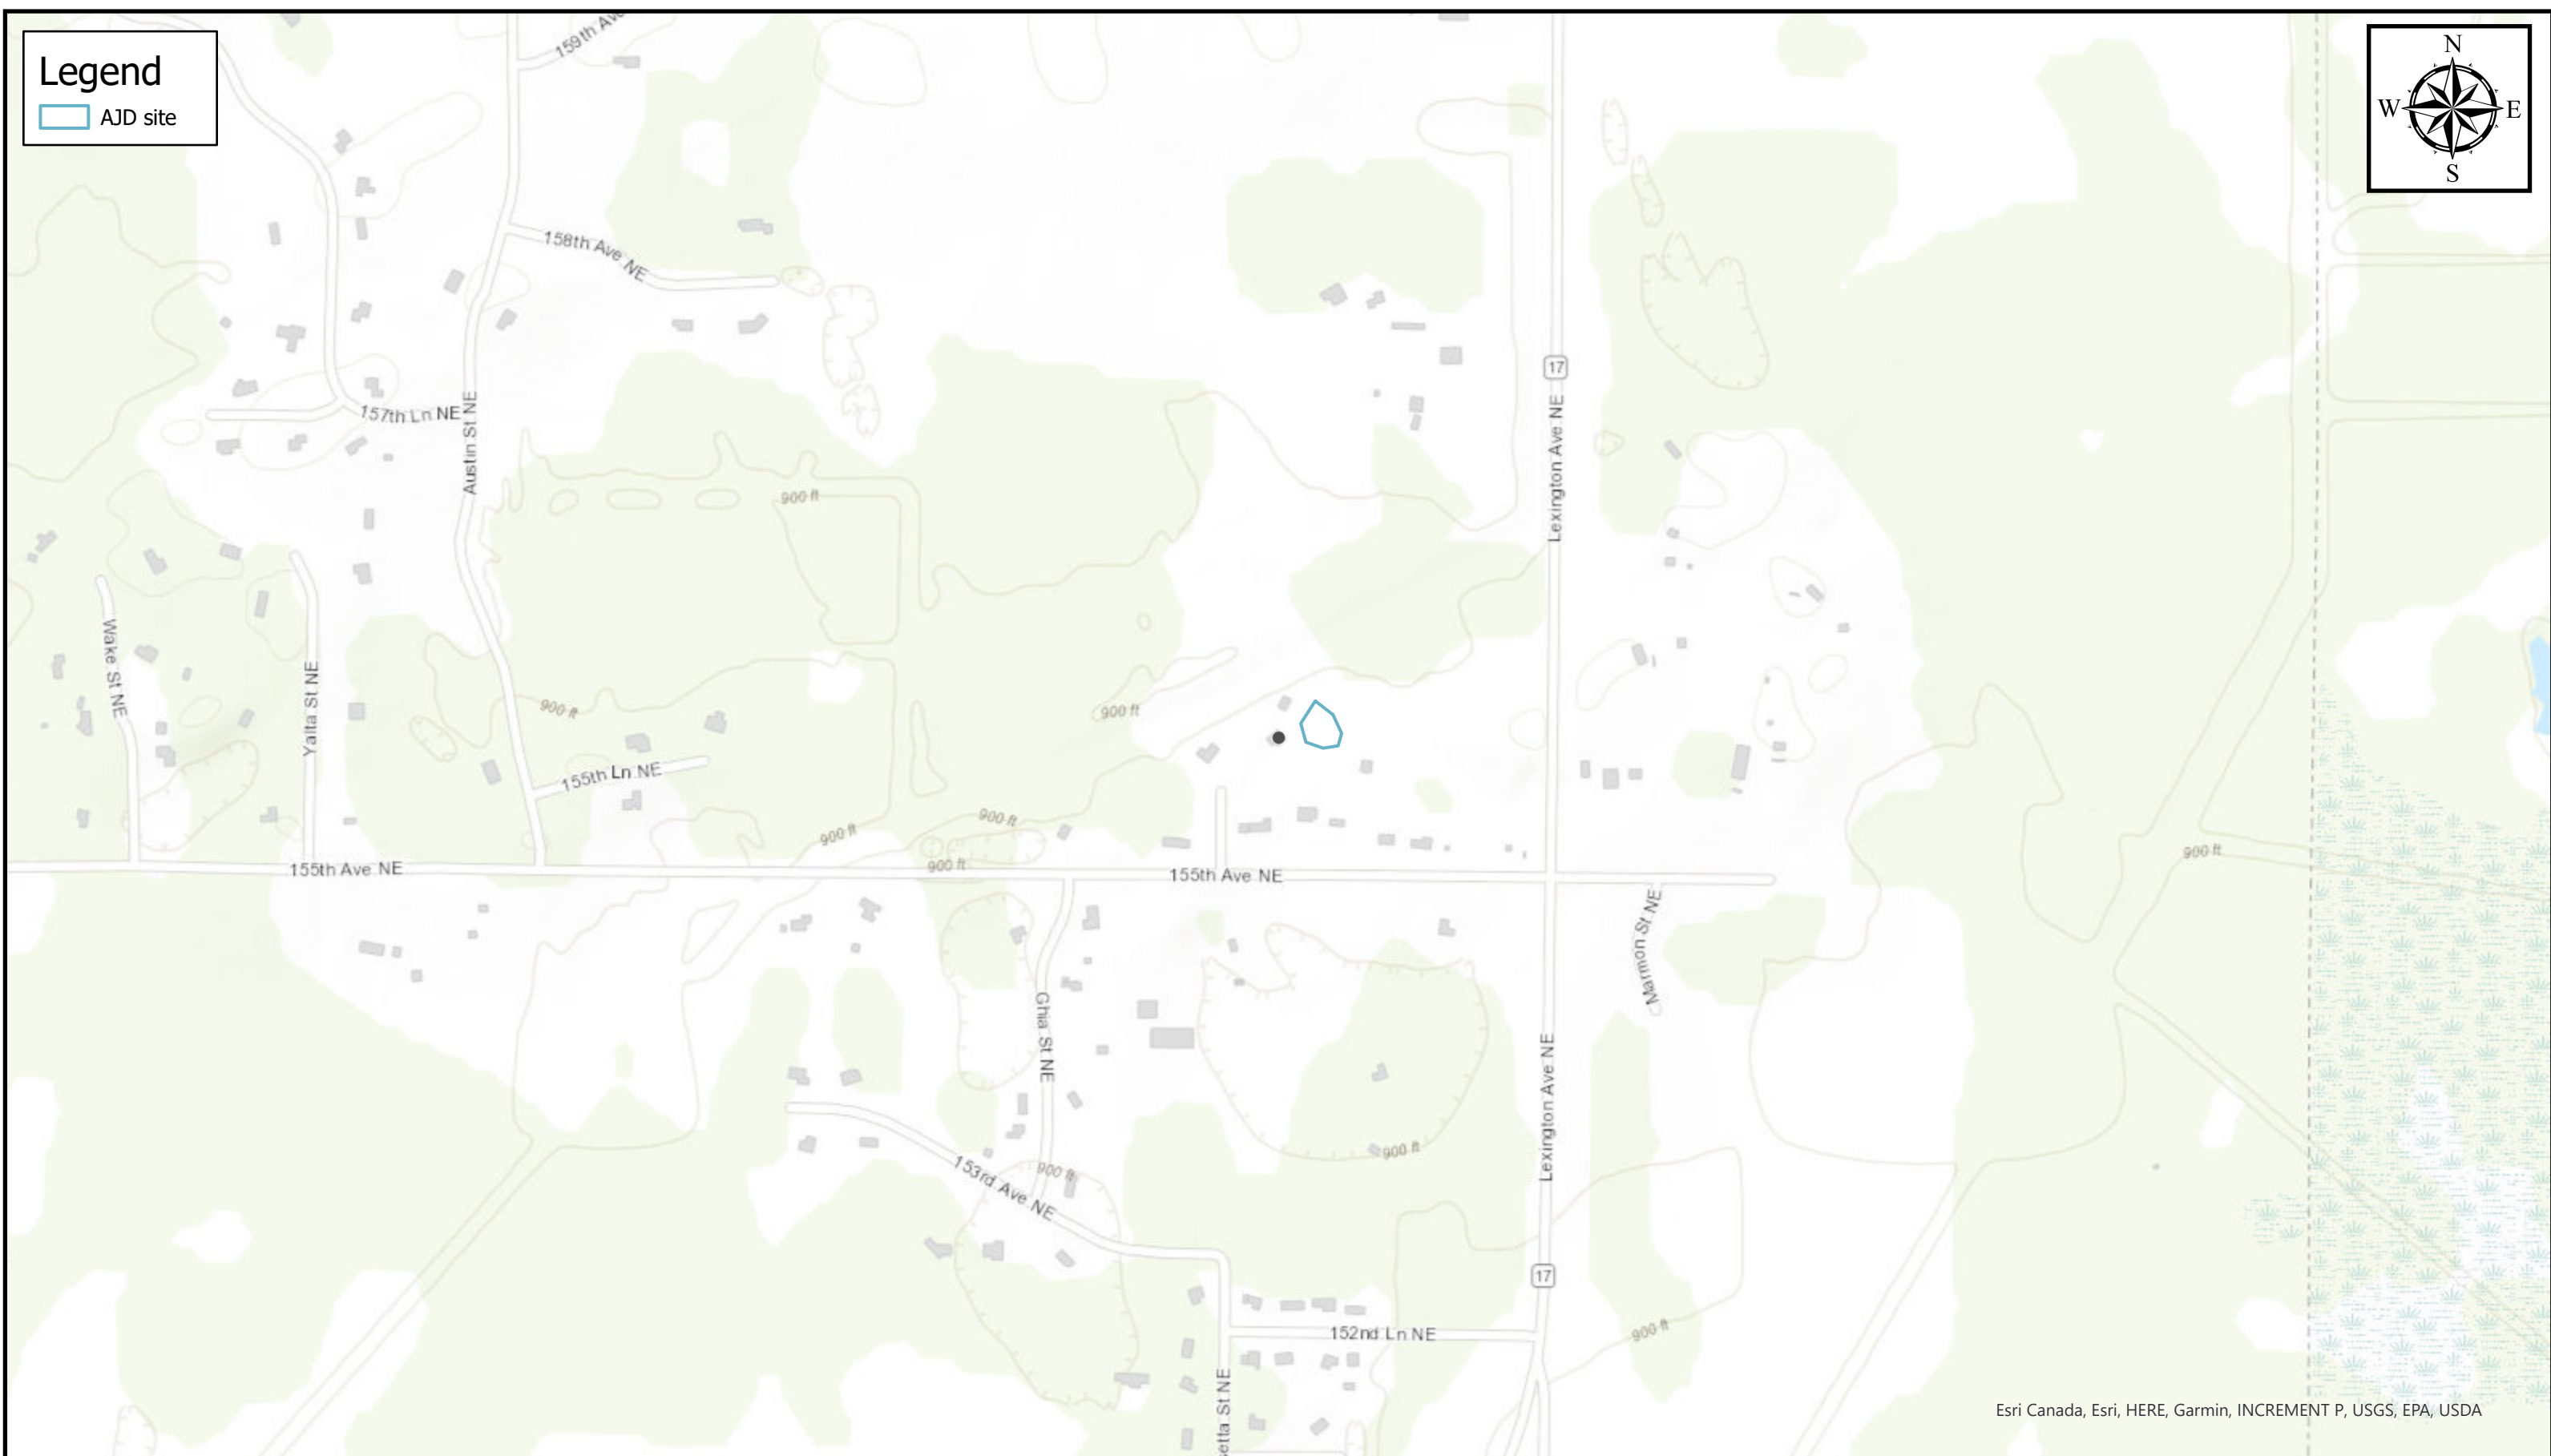 Legend
AJD site
N
W E
S
159th Ave
158th Ave NE
17
157th Ln NE
Austin St NE
Lexington Ave NE
900 ft
Wake St NE
Yalta St NE
900 ft
900 ft
155th Ln NE
900 ft
900 ft
900 ft
900 ft
155th Ave NE
155th Ave NE
Marmon St NE
Ghia St NE
Lexington Ave NE
900 ft
900 ft
153rd Ave NE
17
900 ft
152nd Ln NE
etta St NE
Esri Canada, Esri, HERE, Garmin, INCREMENT P, USGS, EPA, USDA